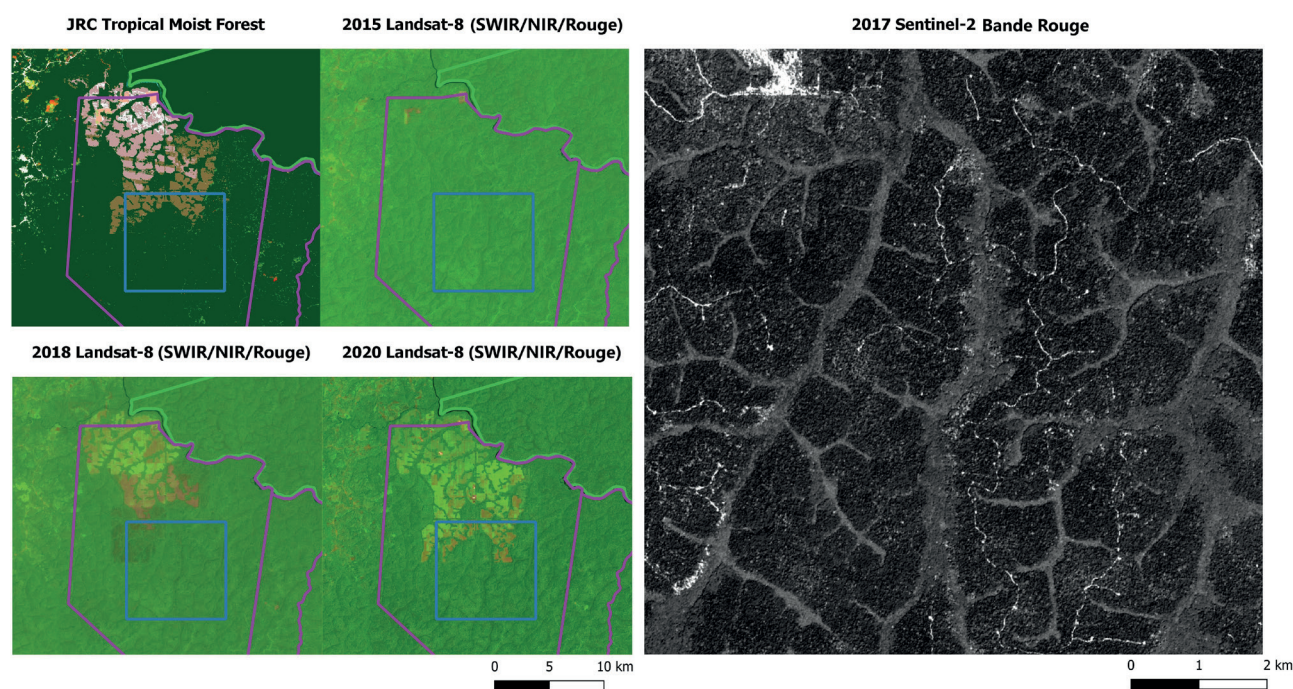 JRC Tropical Moist Forest
2015 Landsat-8 (SWIR/NIR/Rouge)
2017 Sentinel-2 Bande Rouge
2018 Landsat-8 (SWIR/NIR/Rouge)
2020 Landsat-8 (SWIR/NIR/Rouge)
0 5 10 km
0 1 2 km